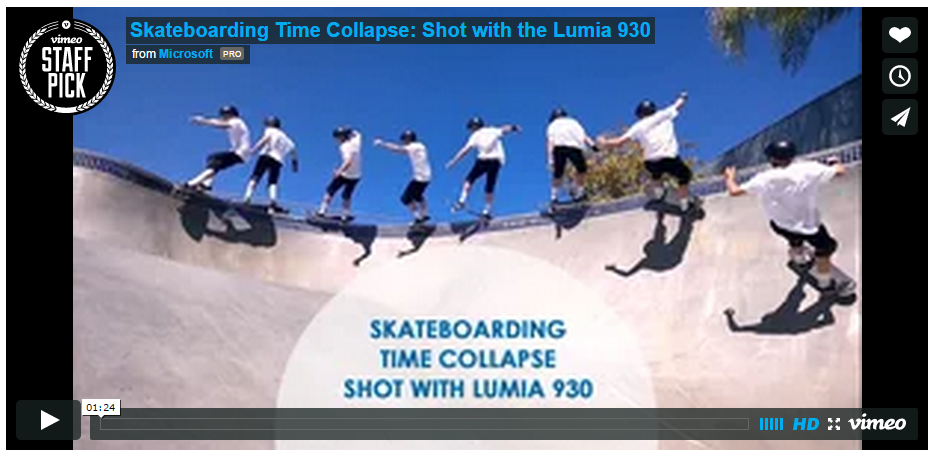 vimeo
STAFF
PICK
Skateboarding Time Collapse: Shot with the Lumia 930
from Microsoft PRO
SKATEBOARDING
TIME COLLAPSE
SHOT WITH LUMIA 930
01:24
HD vimeo